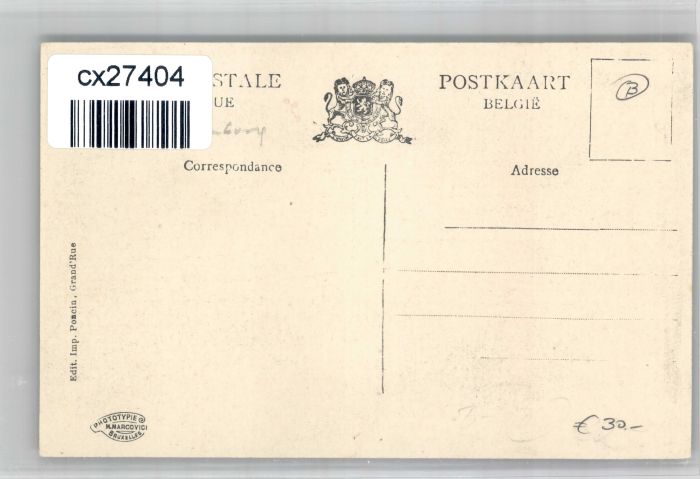 cx27404
STALE
UE
POSTKAART
BELGIË
B
Correspondance
Adresse
Edit. Imp. Poncin, Grand'Rue
PHOTOTYPIE
M.MARCOVICI
BRUXELLES
€ 30.-